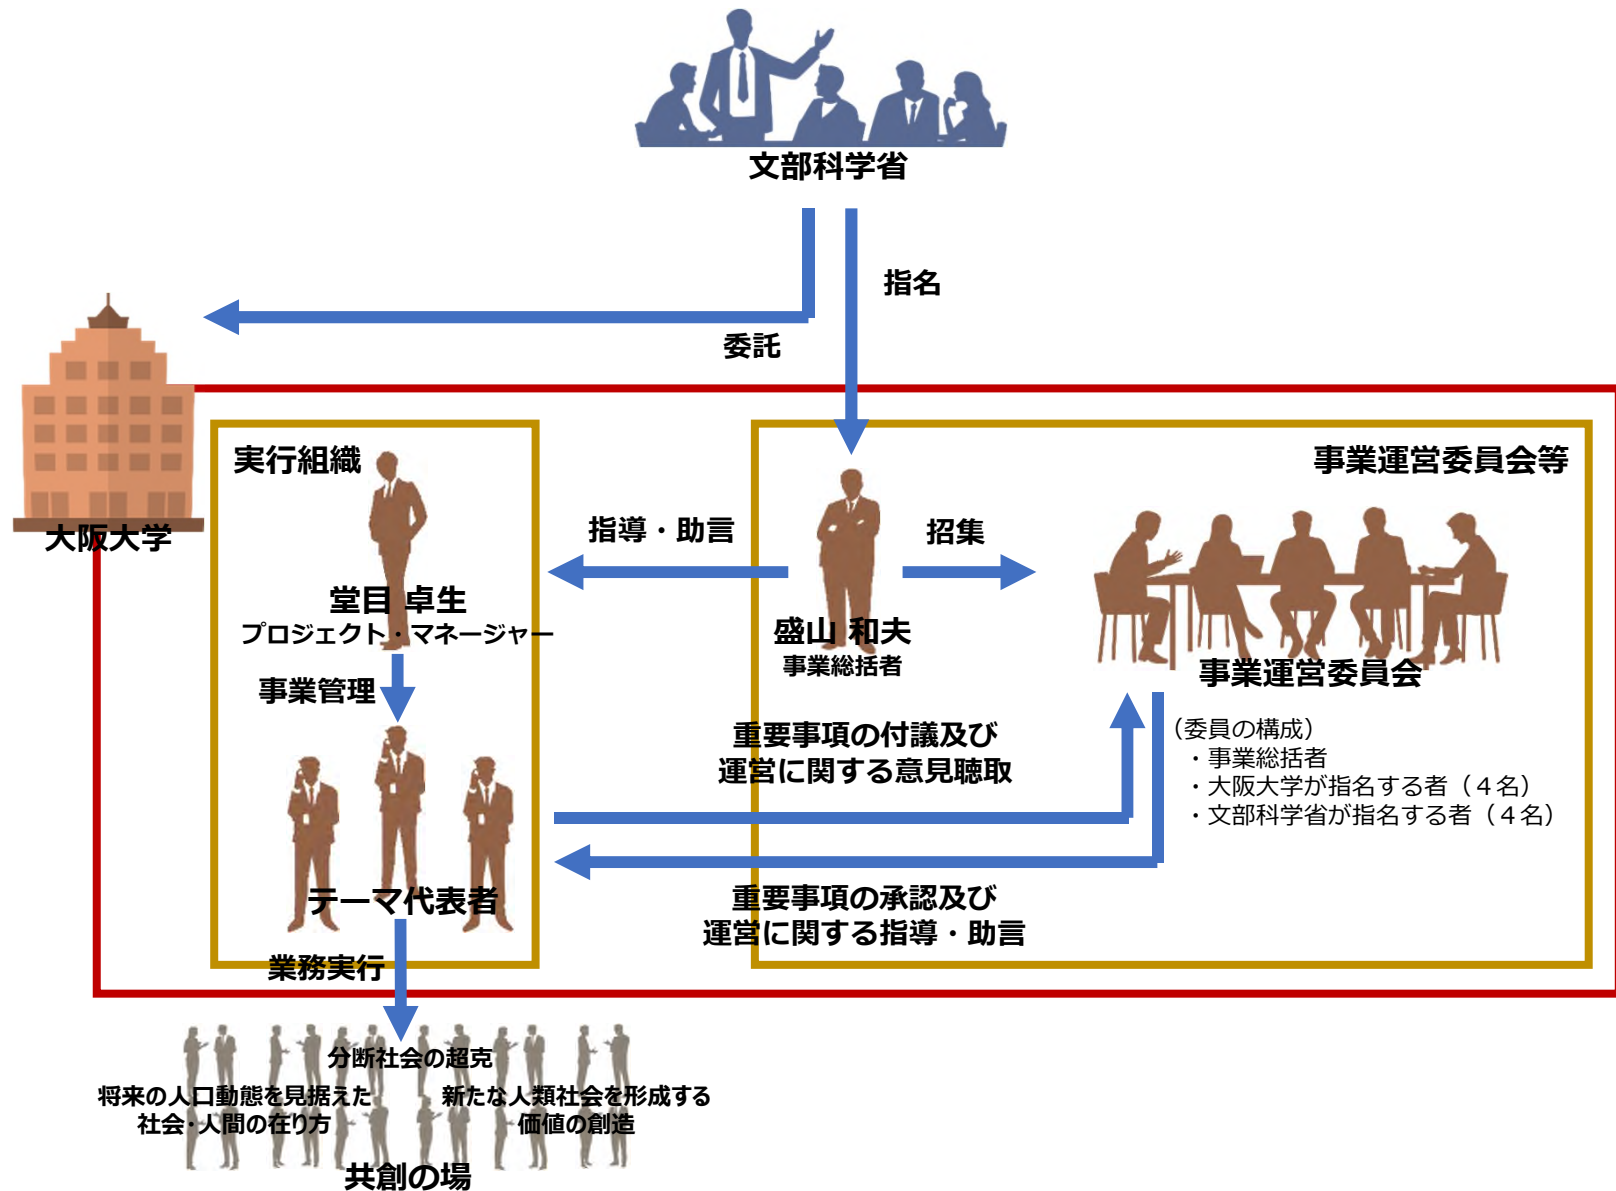 文部科学省
指名
委託
大阪大学
実行組織
堂目 卓生
プロジェクト・マネージャー
事業管理
テーマ代表者
業務実行
指導・助言
招集
盛山 和夫
事業総括者
事業運営委員会等
事業運営委員会
（委員の構成）
・事業総括者
・大阪大学が指名する者（４名）
・文部科学省が指名する者（４名）
重要事項の付議及び
運営に関する意見聴取
重要事項の承認及び
運営に関する指導・助言
分断社会の超克
将来の人口動態を見据えた
社会・人間の在り方
新たな人類社会を形成する
価値の創造
共創の場